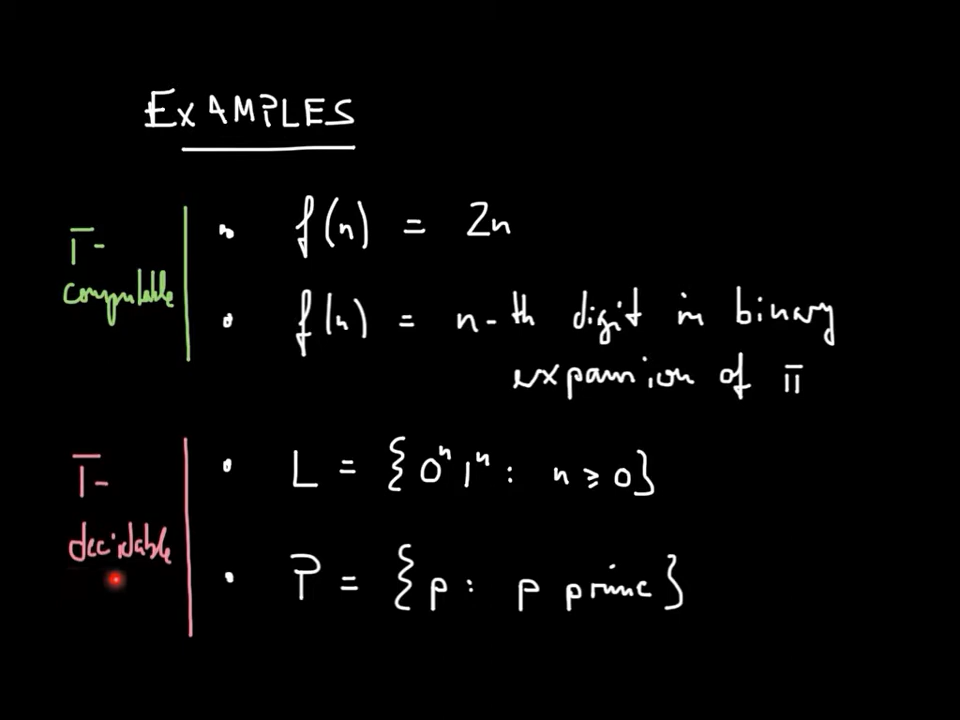 EXAMPLES
T-
computable
• f(n) = 2n
• f(n) = n-th digit in binary
expansion of π
T-
decidable
• L = {0ⁿ1ⁿ : n ≥ 0}
• P = {p : p prime}